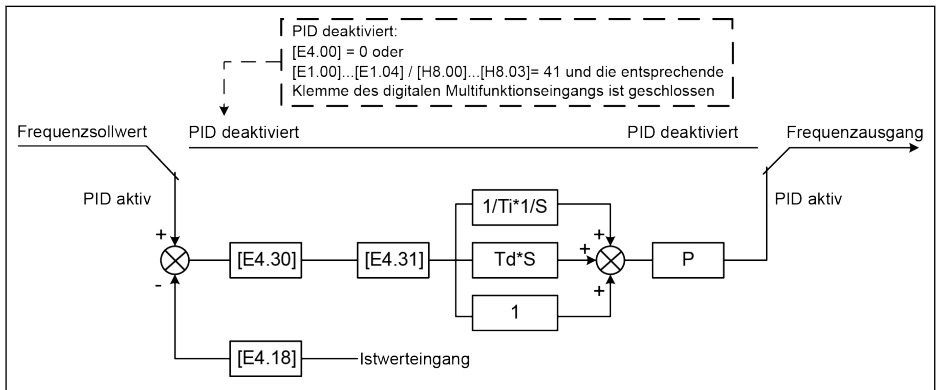 PID deaktiviert:
[E4.00] = 0 oder
[E1.00]...[E1.04] / [H8.00]...[H8.03]= 41 und die entsprechende
Klemme des digitalen Multifunktionseingangs ist geschlossen
Frequenzsollwert
PID deaktiviert
PID deaktiviert
Frequenzausgang
PID aktiv
PID aktiv
1/Ti*1/S
+
+
[E4.30]
[E4.31]
Td*S
+
P
-
+
1
[E4.18]
Istwerteingang